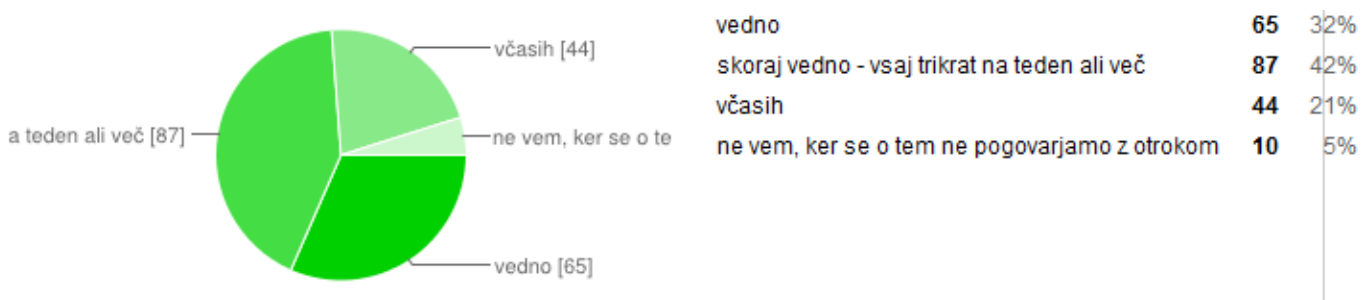 včasih [44]
a teden ali več [87]
ne vem, ker se o te
vedno [65]
vedno 65 32%
skoraj vedno - vsaj trikrat na teden ali več 87 42%
včasih 44 21%
ne vem, ker se o tem ne pogovarjamo z otrokom 10 5%